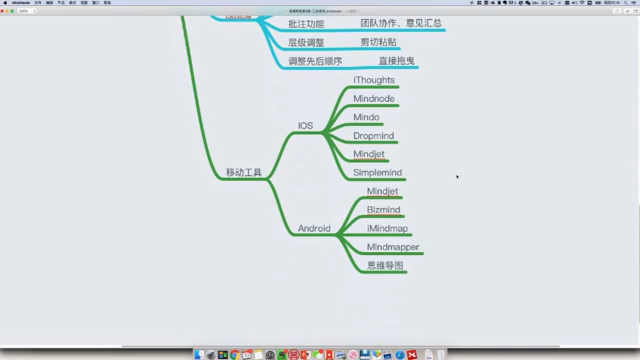 批注功能 团队协作、意见汇总
层级调整 剪切粘贴
调整先后顺序 直接拖曳
移动工具
IOS
iThoughts
Mindnode
Mindo
Dropmind
Mindjet
Simplemind
Android
Mindjet
Bizmind
iMindmap
Mindmapper
思维导图